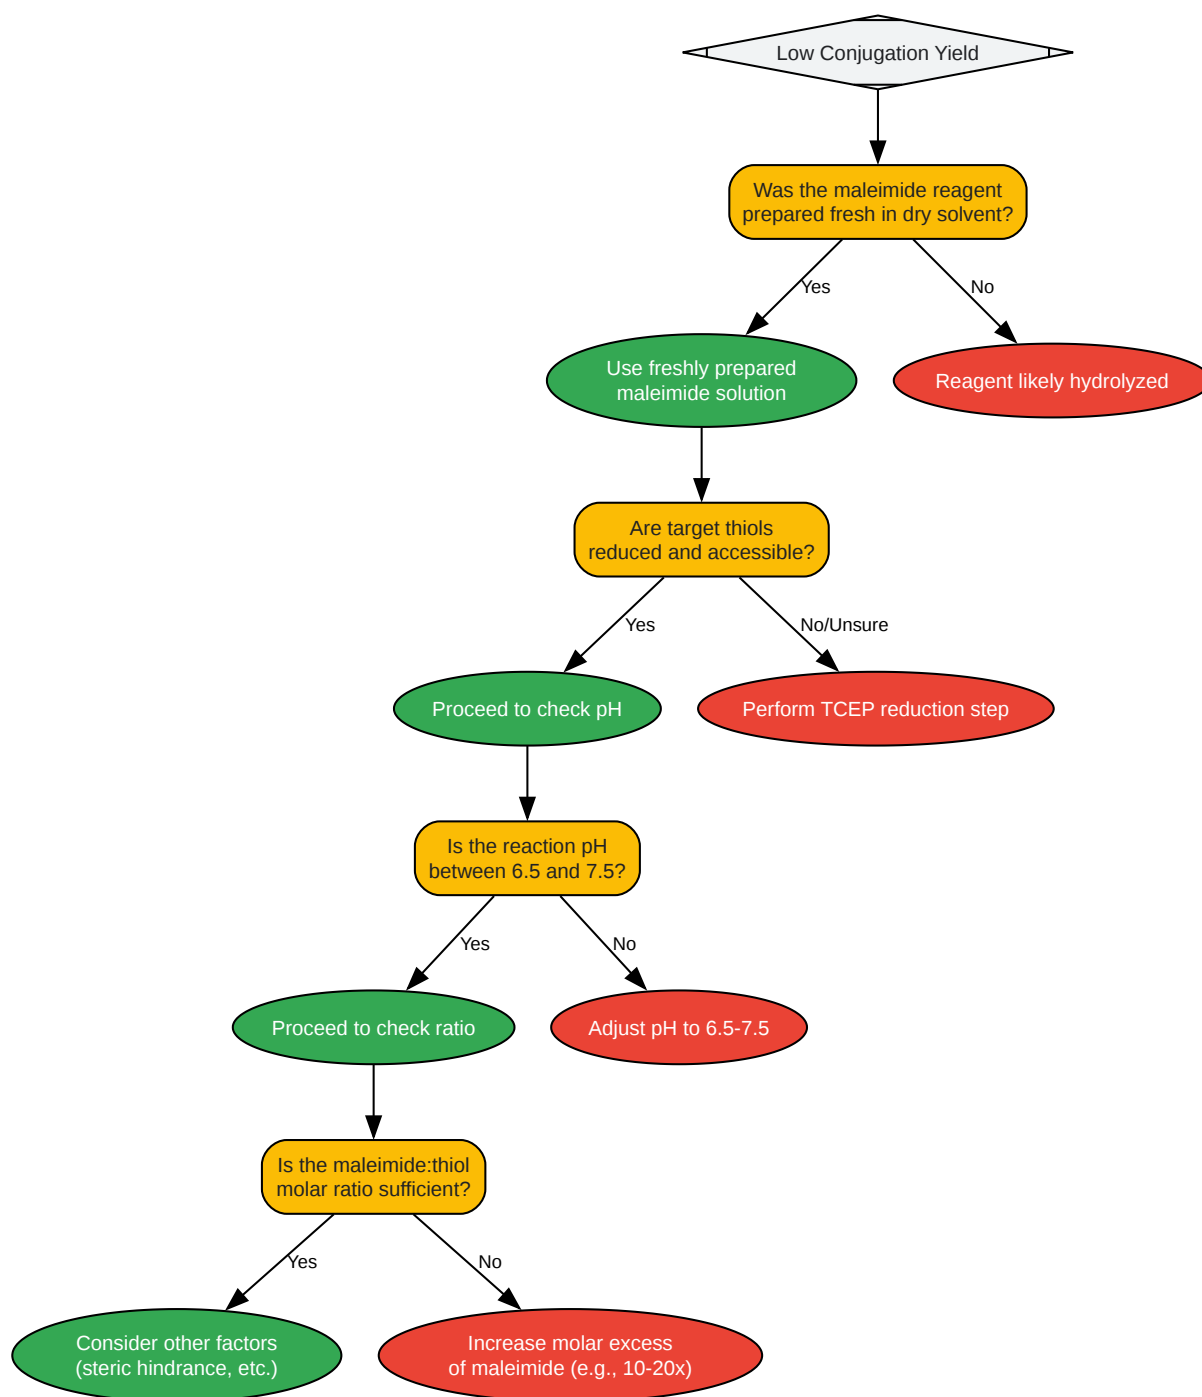 Low Conjugation Yield
Was the maleimide reagent
prepared fresh in dry solvent?
Yes
No
Use freshly prepared
maleimide solution
Reagent likely hydrolyzed
Are target thiols
reduced and accessible?
Yes
No/Unsure
Proceed to check pH
Perform TCEP reduction step
Is the reaction pH
between 6.5 and 7.5?
Yes
No
Proceed to check ratio
Adjust pH to 6.5-7.5
Is the maleimide:thiol
molar ratio sufficient?
Yes
No
Consider other factors
(steric hindrance, etc.)
Increase molar excess
of maleimide (e.g., 10-20x)